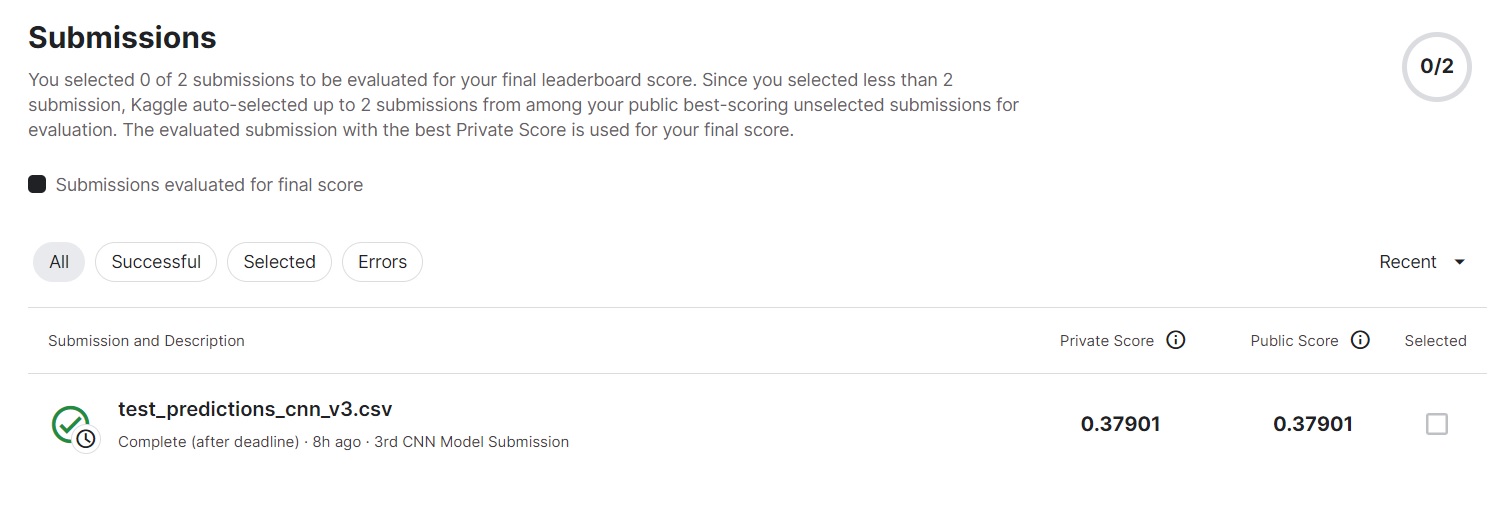 Submissions
You selected 0 of 2 submissions to be evaluated for your final leaderboard score. Since you selected less than 2
submission, Kaggle auto-selected up to 2 submissions from among your public best-scoring unselected submissions for
evaluation. The evaluated submission with the best Private Score is used for your final score.
0/2
Submissions evaluated for final score
All Successful Selected Errors Recent
Submission and Description Private Score Public Score Selected
test_predictions_cnn_v3.csv 0.37901 0.37901
Complete (after deadline) · 8h ago · 3rd CNN Model Submission